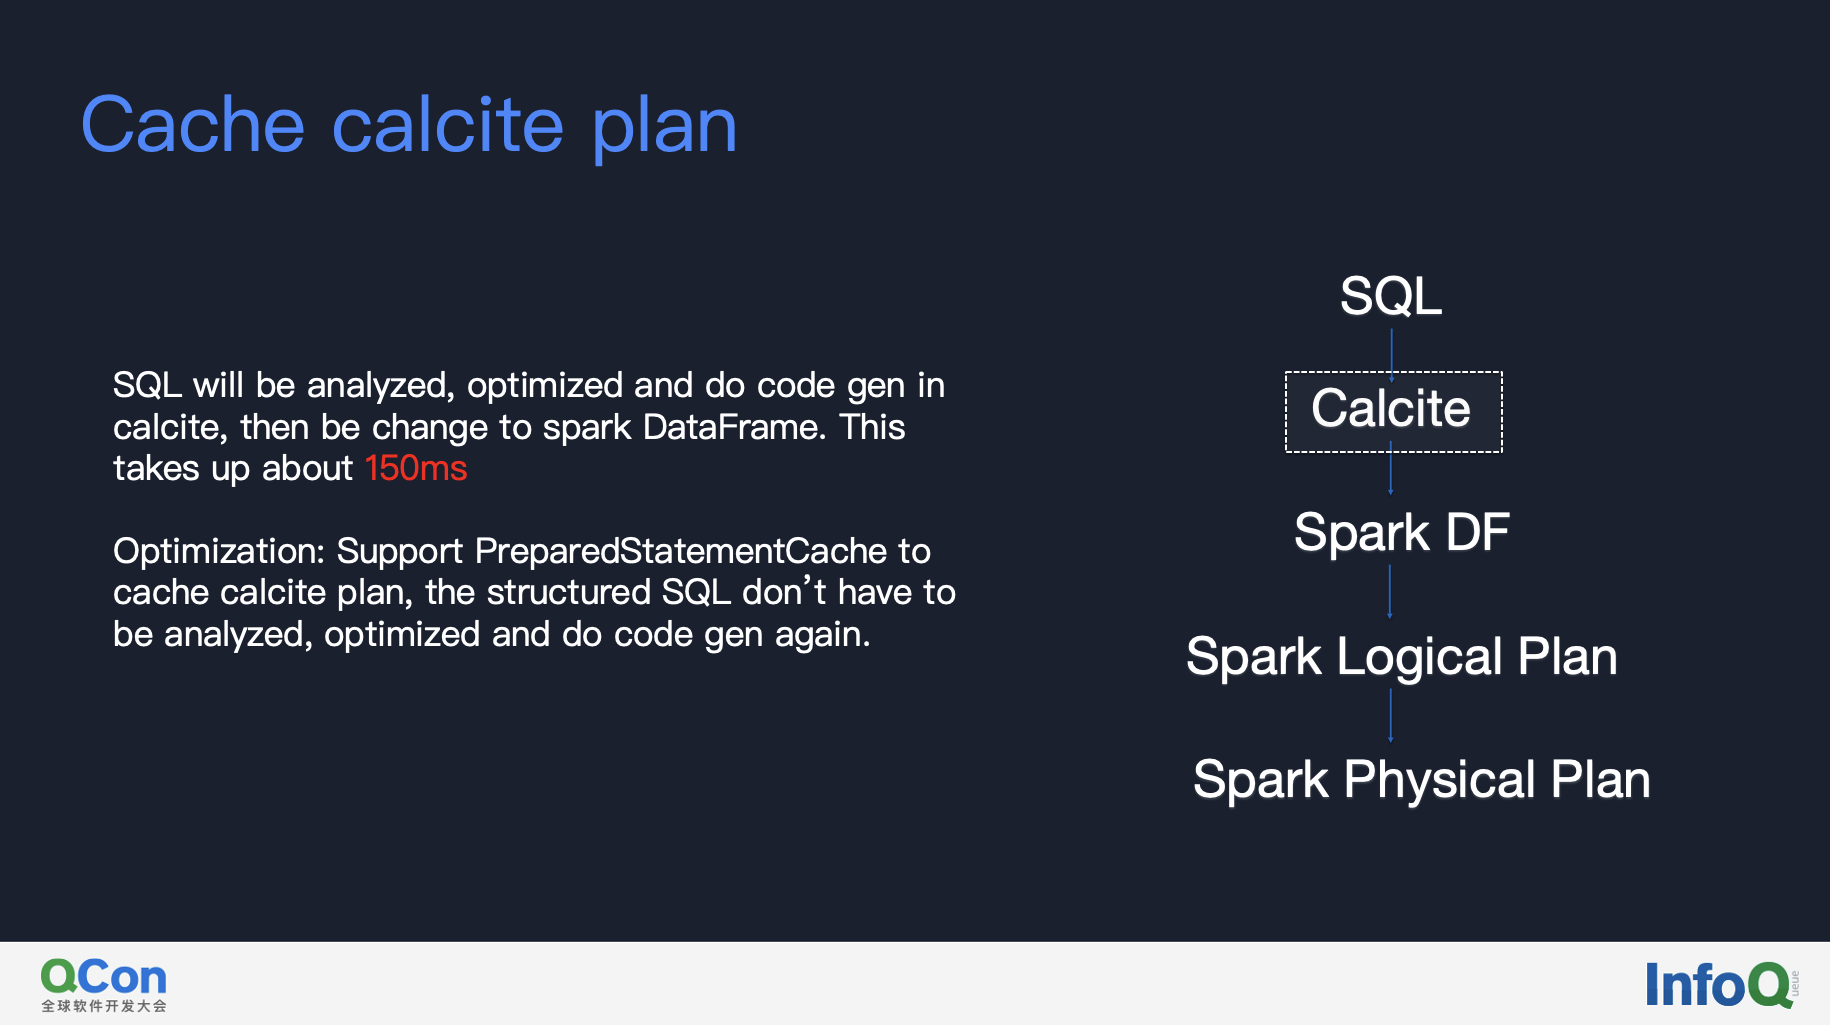 Cache calcite plan
SQL will be analyzed, optimized and do code gen in
calcite, then be change to spark DataFrame. This
takes up about 150ms
Optimization: Support PreparedStatementCache to
cache calcite plan, the structured SQL don’t have to
be analyzed, optimized and do code gen again.
SQL
Calcite
Spark DF
Spark Logical Plan
Spark Physical Plan
QCon
全球软件开发大会
InfoQ
ueue